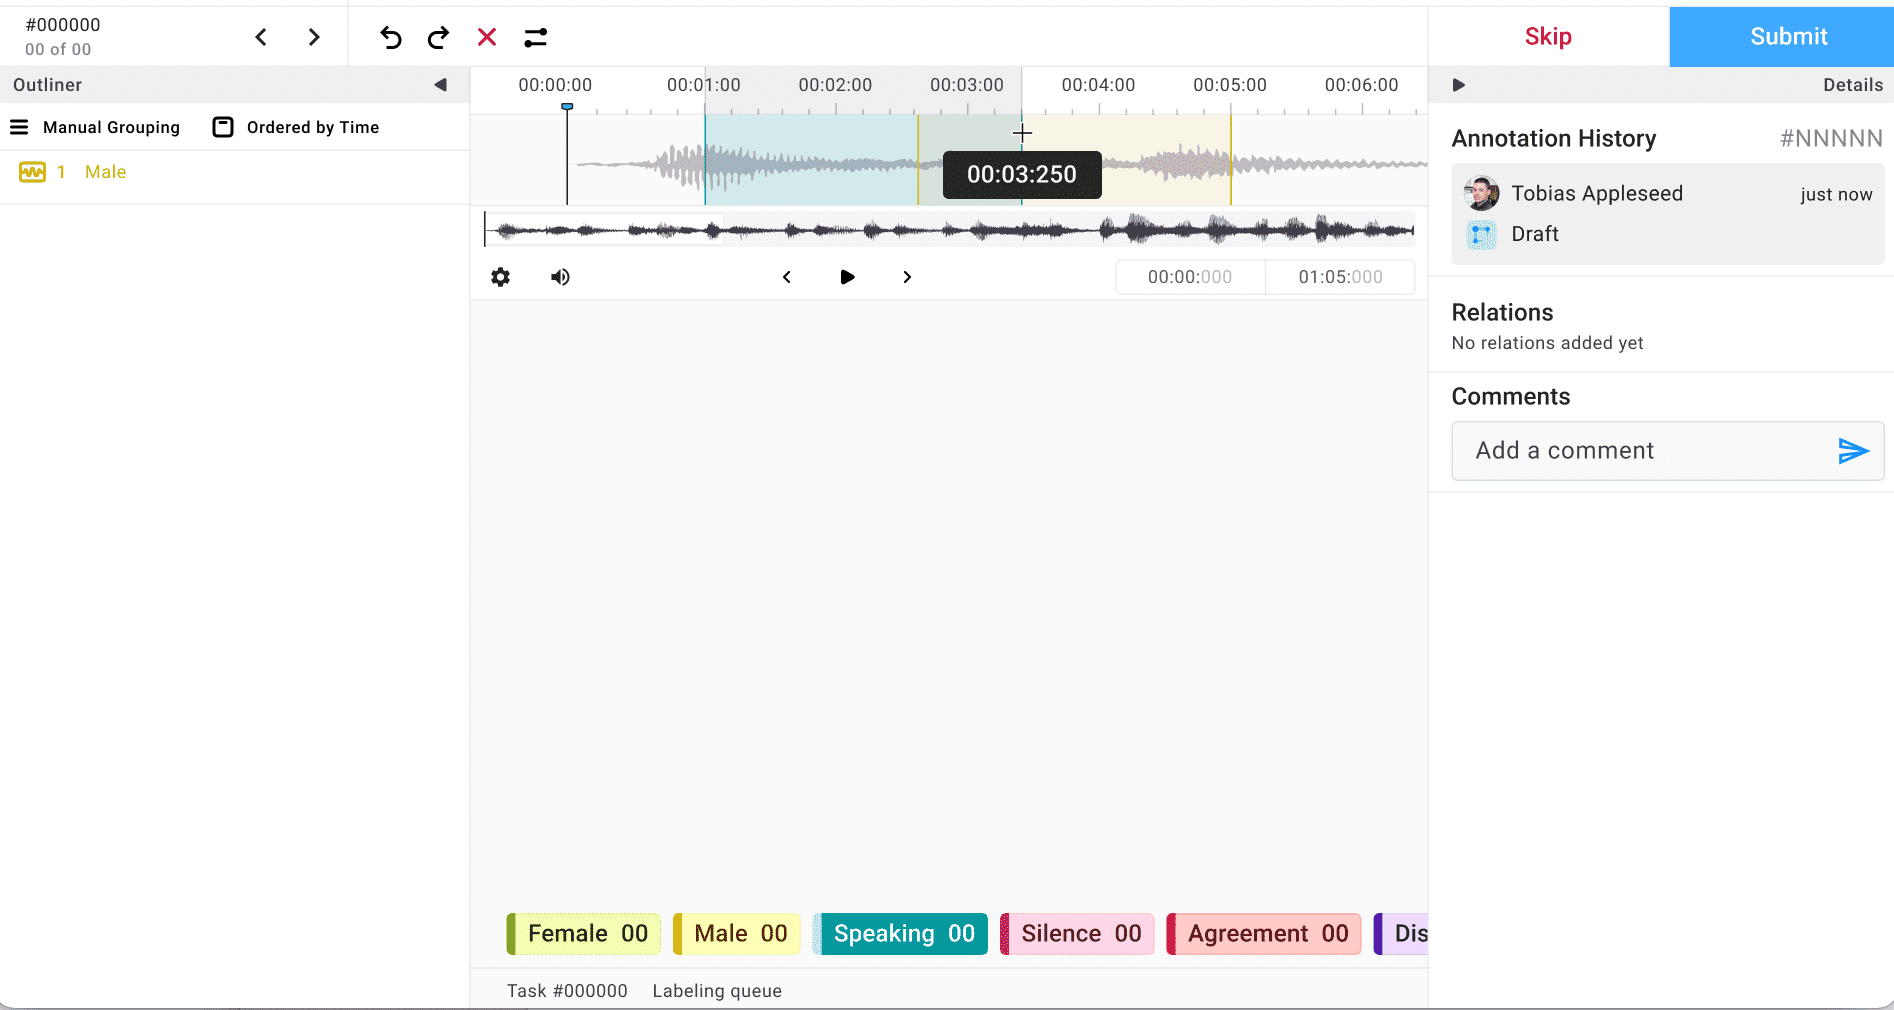 #000000
00 of 00
Skip
Submit
Outliner
00:00:00 00:01:00 00:02:00 00:03:00 00:04:00 00:05:00 00:06:00
Details
Manual Grouping
Ordered by Time
1 Male
00:03:250
00:00:000
01:05:000
Annotation History #NNNNN
Tobias Appleseed just now
Draft
Relations
No relations added yet
Comments
Add a comment
Female 00
Male 00
Speaking 00
Silence 00
Agreement 00
Dis
Task #000000 Labeling queue